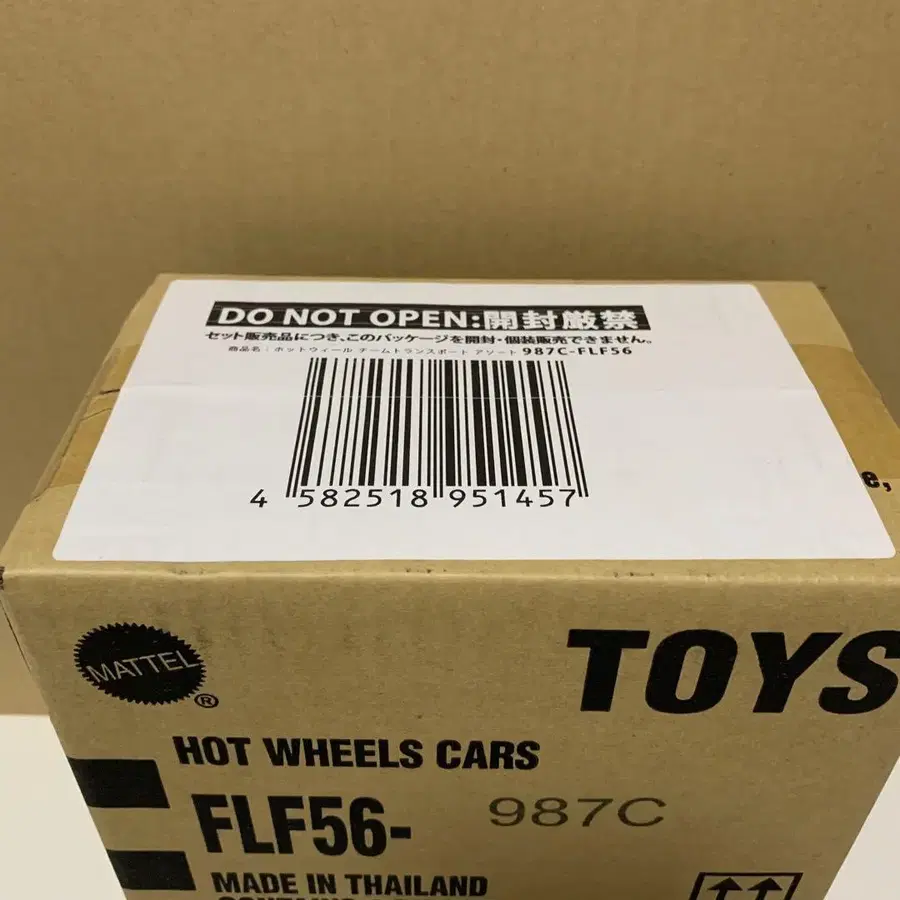 DO NOT OPEN:開封厳禁
セット販売品につき、このパッケージを開封・個装販売できません。
商品名：ホットウィール チームトランスポート アソート 987C-FLF56
4 582518 951457
e,
MATTEL
®
TOYS
HOT WHEELS CARS
FLF56- 987C
MADE IN THAILAND